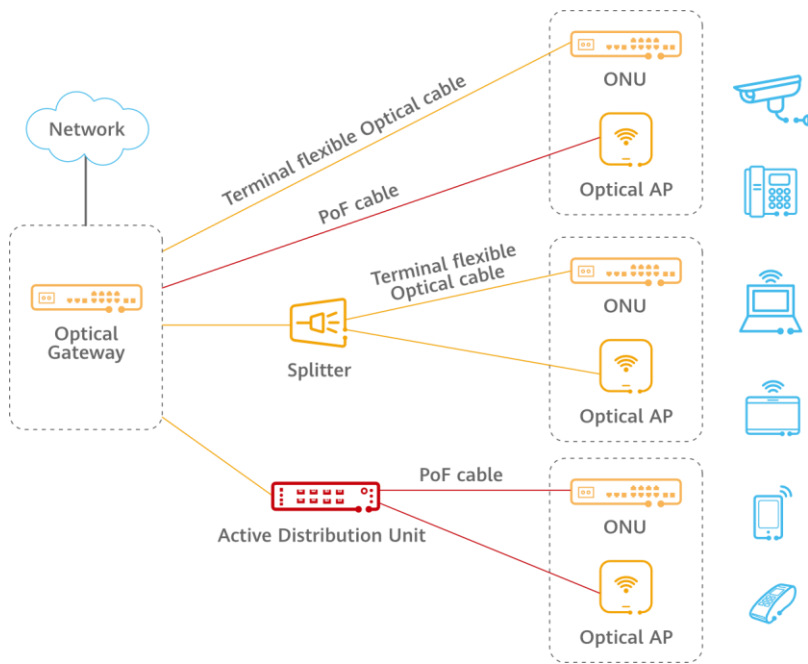 Network
Optical
Gateway
Terminal flexible Optical cable
PoF cable
ONU
Optical AP
Splitter
Terminal flexible
Optical cable
ONU
Optical AP
Active Distribution Unit
PoF cable
ONU
Optical AP